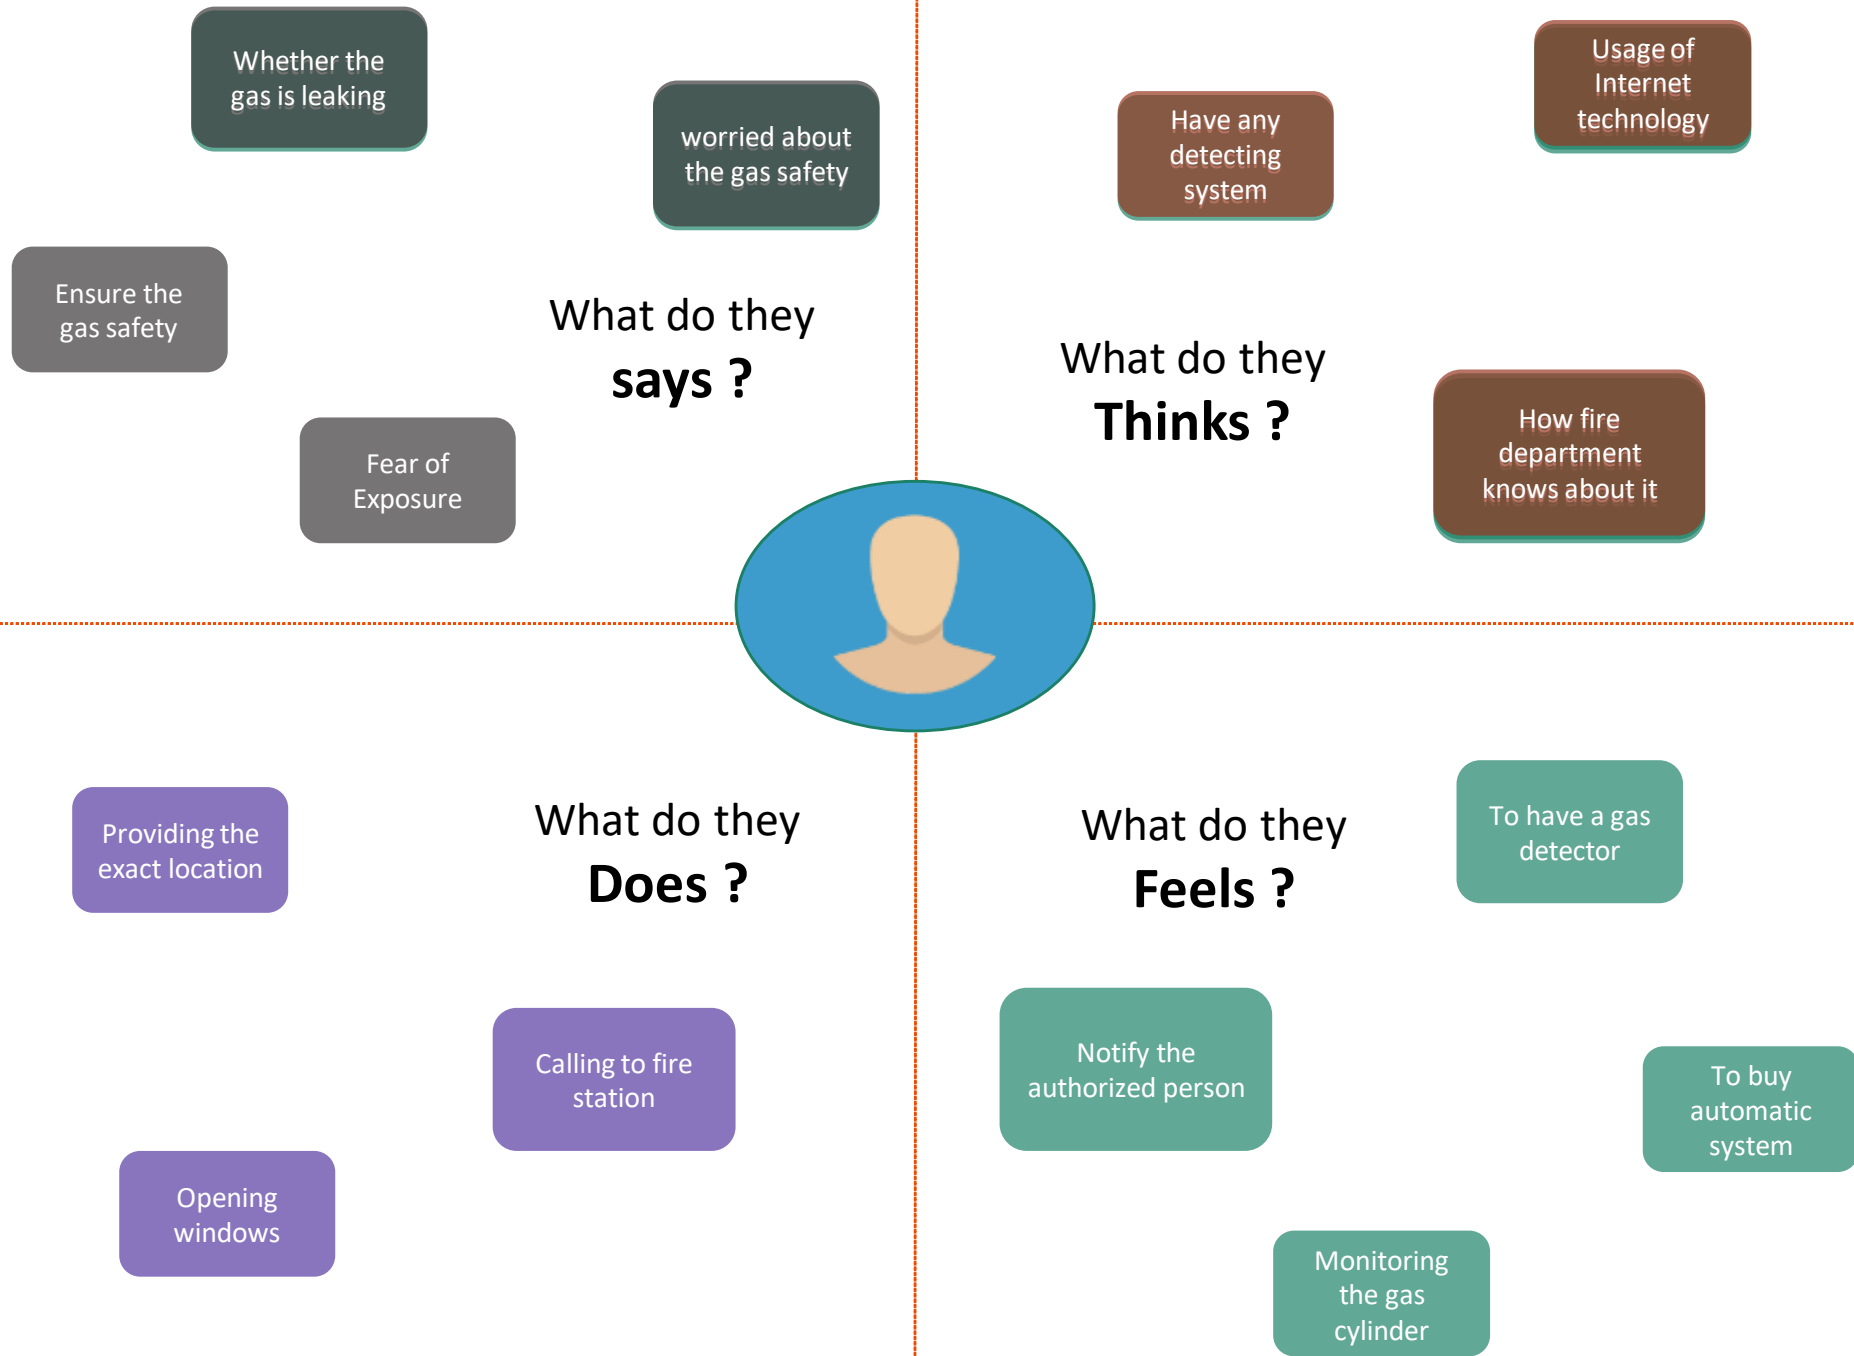 Whether the
gas is leaking
worried about
the gas safety
Ensure the
gas safety
Fear of
Exposure
What do they
says ?
Have any
detecting
system
Usage of
Internet
technology
What do they
Thinks ?
How fire
department
knows about it
Providing the
exact location
What do they
Does ?
Calling to fire
station
Opening
windows
What do they
Feels ?
To have a gas
detector
Notify the
authorized person
To buy
automatic
system
Monitoring
the gas
cylinder